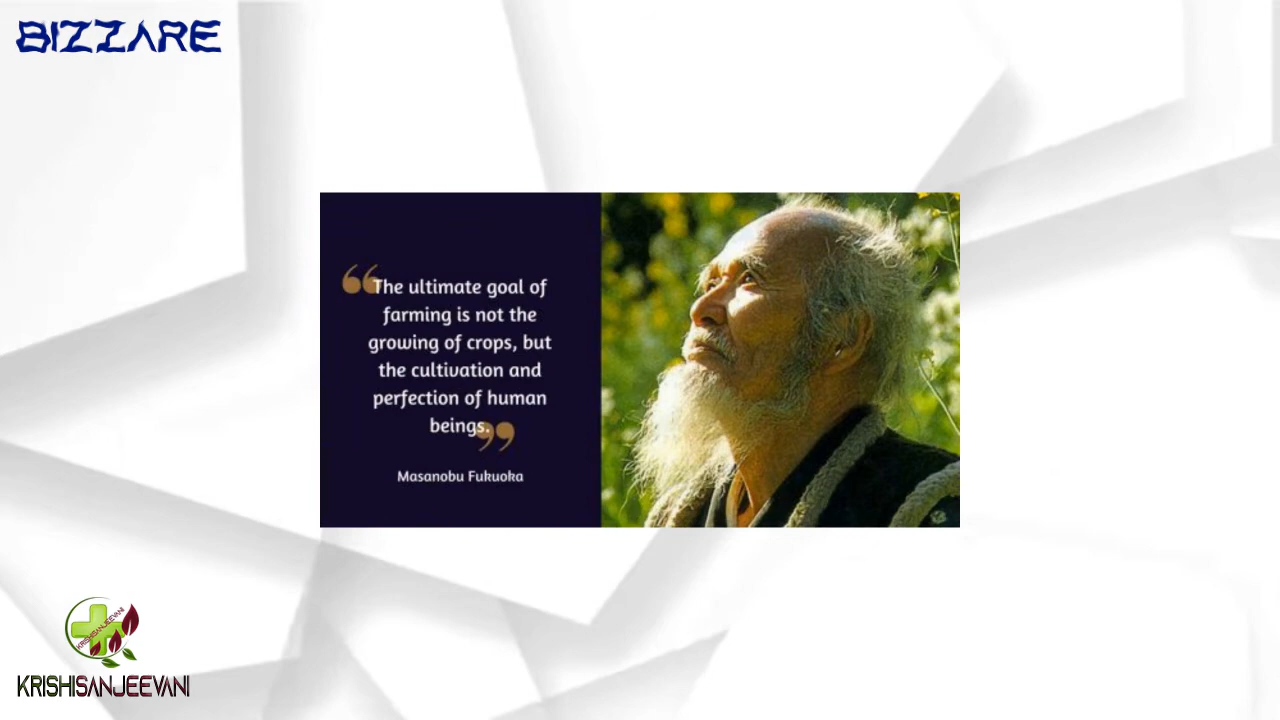 BIZZARE
The ultimate goal of
farming is not the
growing of crops, but
the cultivation and
perfection of human
beings.
Masanobu Fukuoka
KRISHISANJEEVANI
KRISHISANJEEVANI